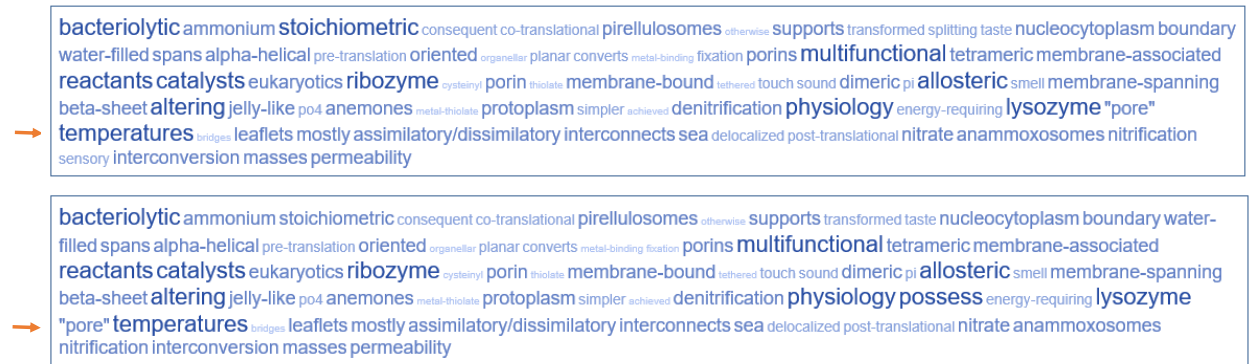 bacteriolytic ammonium stoichiometric consequent co-translational pirellulosomes otherwise supports transformed splitting taste nucleocytoplasm boundary
water-filled spans alpha-helical pre-translation oriented organellar planar converts metal-binding fixation porins multifunctional tetrameric membrane-associated
reactants catalysts eukaryotics ribozyme cysteinyl porin thiolate membrane-bound tethered touch sound dimeric pi allosteric smell membrane-spanning
beta-sheet altering jelly-like po4 anemones metal-thiolate protoplasm simpler achieved denitrification physiology energy-requiring lysozyme "pore"
temperatures bridges leaflets mostly assimilatory/dissimilatory interconnects sea delocalized post-translational nitrate anammoxosomes nitrification
sensory interconversion masses permeability
bacteriolytic ammonium stoichiometric consequent co-translational pirellulosomes otherwise supports transformed taste nucleocytoplasm boundary water-
filled spans alpha-helical pre-translation oriented organellar planar converts metal-binding fixation porins multifunctional tetrameric membrane-associated
reactants catalysts eukaryotics ribozyme cysteinyl porin thiolate membrane-bound tethered touch sound dimeric pi allosteric smell membrane-spanning
beta-sheet altering jelly-like po4 anemones metal-thiolate protoplasm simpler achieved denitrification physiology possess energy-requiring lysozyme
"pore" temperatures bridges leaflets mostly assimilatory/dissimilatory interconnects sea delocalized post-translational nitrate anammoxosomes
nitrification interconversion masses permeability